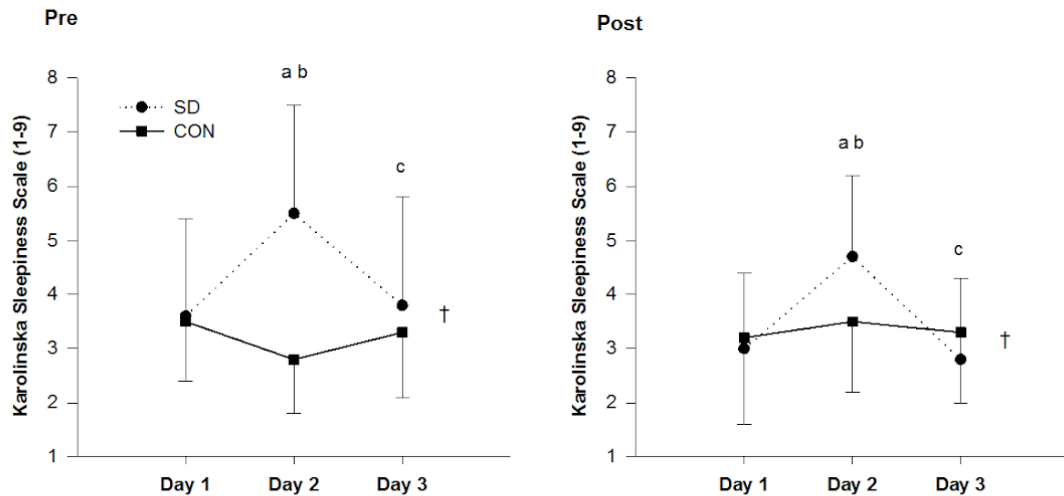 Pre
Karolinska Sleepiness Scale (1-9)
8
7
6
5
4
3
2
1
SD
CON
a b
c
†
Day 1 Day 2 Day 3
Post
Karolinska Sleepiness Scale (1-9)
8
7
6
5
4
3
2
1
a b
c
†
Day 1 Day 2 Day 3